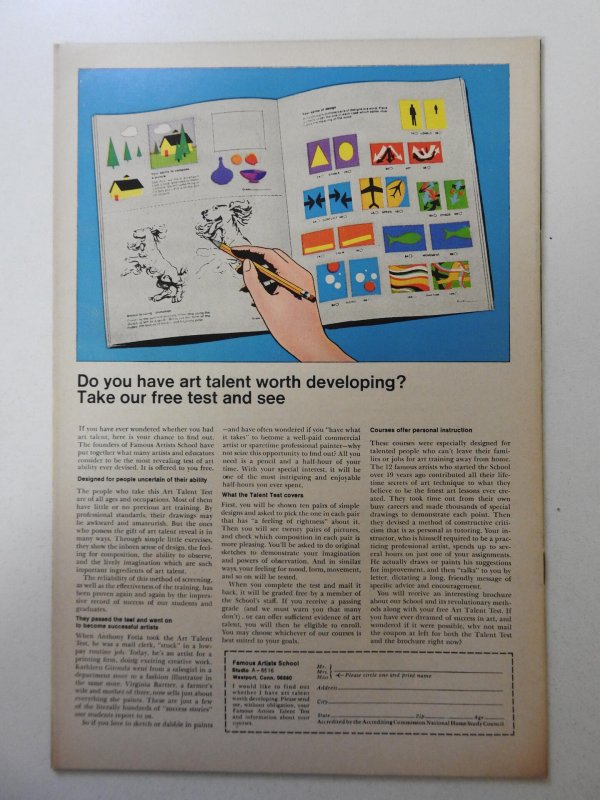 Do you have art talent worth developing?
Take our free test and see
If you have ever wondered whether you had
art talent, here is your chance to find out.
The founders of Famous Artists School have
put together what many artists and educators
consider to be the most revealing test of art
ability ever devised. It is offered to you free.
Designed for people uncertain of their ability
The people who take this Art Talent Test
are of all ages and occupations. Most of them
have little or no previous art training. By
professional standards, their drawings may
be awkward and amateurish. But the ones
who possess the gift of art talent reveal it in
many ways. Through simple little exercises,
they show the inborn sense of design, the feel-
ing for composition, the ability to observe,
and the lively imagination which are such
important ingredients of art talent.
The reliability of this method of screening,
as well as the effectiveness of the training, has
been proven again and again by the impres-
sive record of success of our students and
graduates.
They passed the test and went on
to become successful artists
When Anthony Fotia took the Art Talent
Test, he was a mail clerk, "stuck" in a low-
pay routine job. Today, he's an artist for a
printing firm, doing exciting creative work.
Kathleen Girouda went from a salesgirl in a
department store to a fashion illustrator in
the same store. Virginia Bartter, a farmer's
wife and mother of three, now sells just about
everything she paints. These are just a few
of the literally hundreds of "success stories"
our students report to us.
So if you love to sketch or dabble in paints
—and have often wondered if you "have what
it takes" to become a well-paid commercial
artist or sparetime professional painter—why
not seize this opportunity to find out? All you
need is a pencil and a half-hour of your
time. With your special interest, it will be
one of the most intriguing and enjoyable
half-hours you ever spent.
What the Talent Test covers
First, you will be shown ten pairs of simple
designs and asked to pick the one in each pair
that has "a feeling of rightness" about it.
Then you will see twenty pairs of pictures,
and check which composition in each pair is
more pleasing. You'll be asked to do original
sketches to demonstrate your imagination
and powers of observation. And in similar
ways, your feeling for mood, form, movement,
and so on will be tested.
When you complete the test and mail it
back, it will be graded free by a member of
the School's staff. If you receive a passing
grade (and we must warn you that many
don't), or can offer sufficient evidence of art
talent, you will then be eligible to enroll.
You may choose whichever of our courses is
best suited to your goals.
Courses offer personal instruction
These courses were especially designed for
talented people who can't leave their fami-
lies or jobs for art training away from home.
The 12 famous artists who started the School
over 19 years ago contributed all their life-
time secrets of art technique to what they
believe to be the finest art lessons ever cre-
ated. They took time out from their own
busy careers and made thousands of special
drawings to demonstrate each point. Then
they devised a method of constructive criti-
cism that is as personal as tutoring. Your in-
structor, who is himself required to be a prac-
ticing professional artist, spends up to sev-
eral hours on just one of your assignments.
He actually draws or paints his suggestions
for improvement, and then "talks" to you by
letter, dictating a long, friendly message of
specific advice and encouragement.
You will receive an interesting brochure
about our School and its revolutionary meth-
ods along with your free Art Talent Test. If
you have ever dreamed of success in art, and
wondered if it were possible, why not mail
the coupon at left for both the Talent Test
and the brochure right now?
Famous Artists School
Studio A-8516
Westport, Conn. 06880
I would like to find out
whether I have art talent
worth developing. Please send
me, without obligation, your
Famous Artists Talent Test
and information about your
courses.
Mr.
Mrs.
Miss
Please circle one and print name
Address
City
State Zip Age
Accredited by the Accrediting Commission National Home Study Council